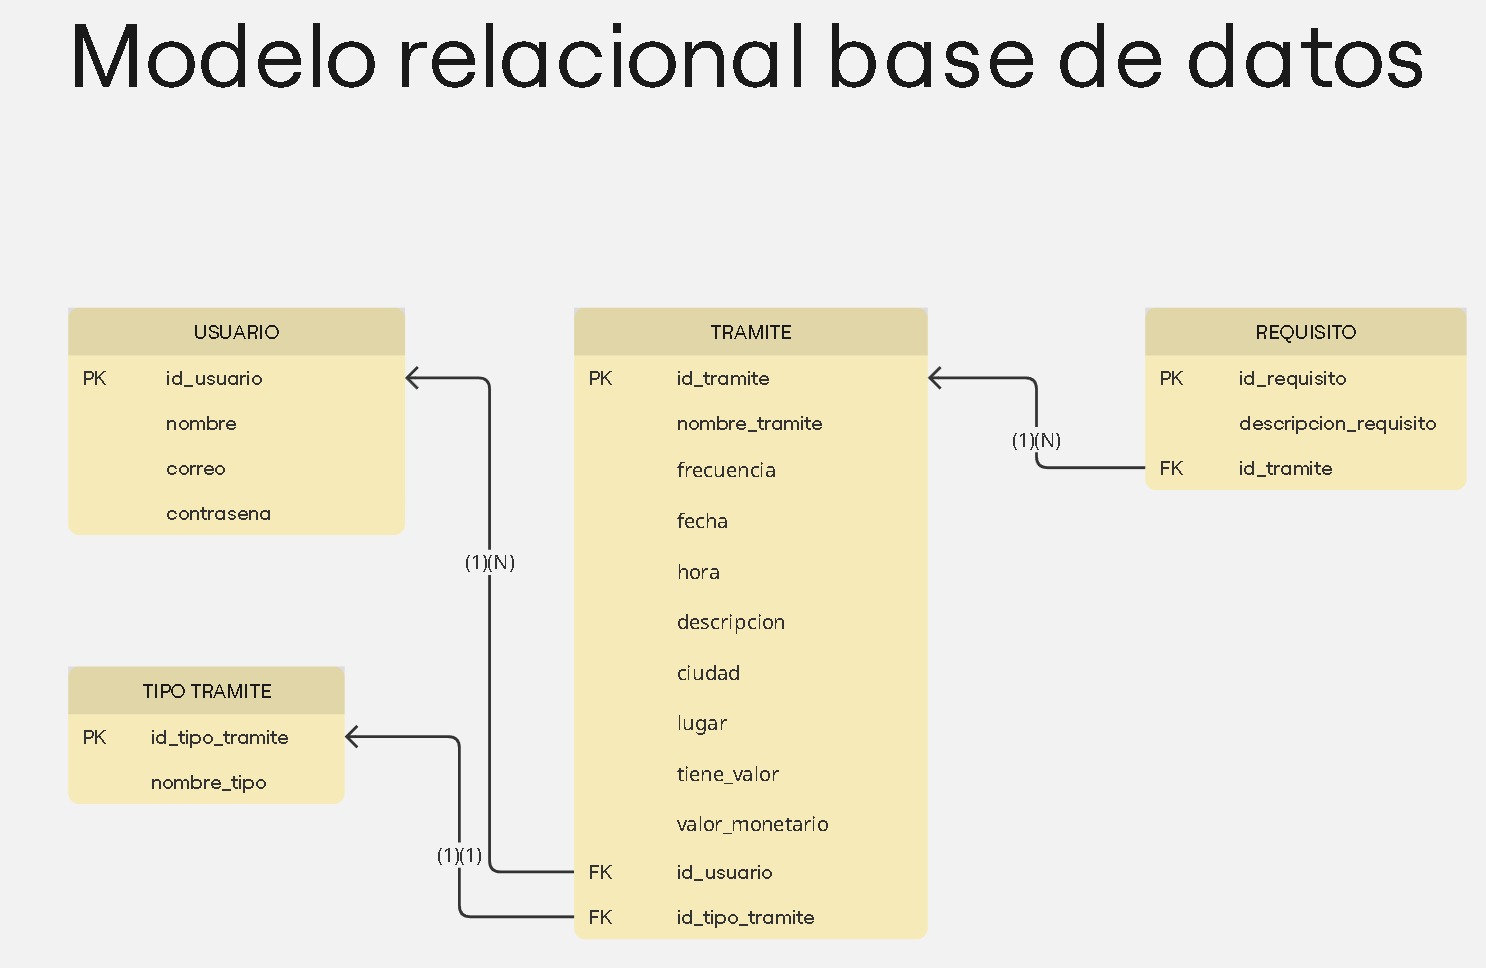 Modelo relacional base de datos
USUARIO
PK id_usuario
nombre
correo
contrasena
(1)(N)
TIPO TRAMITE
PK id_tipo_tramite
nombre_tipo
(1)(1)
TRAMITE
PK id_tramite
nombre_tramite
frecuencia
fecha
hora
descripcion
ciudad
lugar
tiene_valor
valor_monetario
FK id_usuario
FK id_tipo_tramite
(1)(N)
REQUISITO
PK id_requisito
descripcion_requisito
FK id_tramite